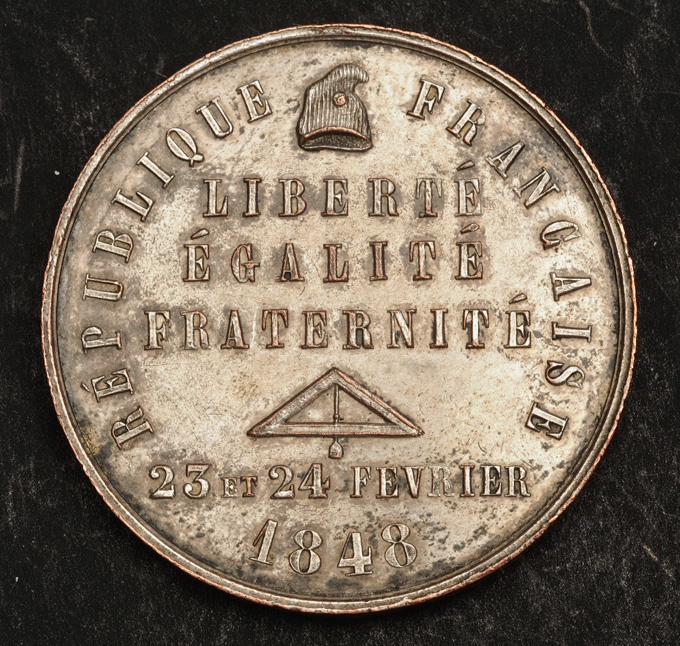 RÉPUBLIQUE FRANÇAISE
LIBERTÉ
ÉGALITÉ
FRATERNITÉ
23 ET 24 FEVRIER
1848